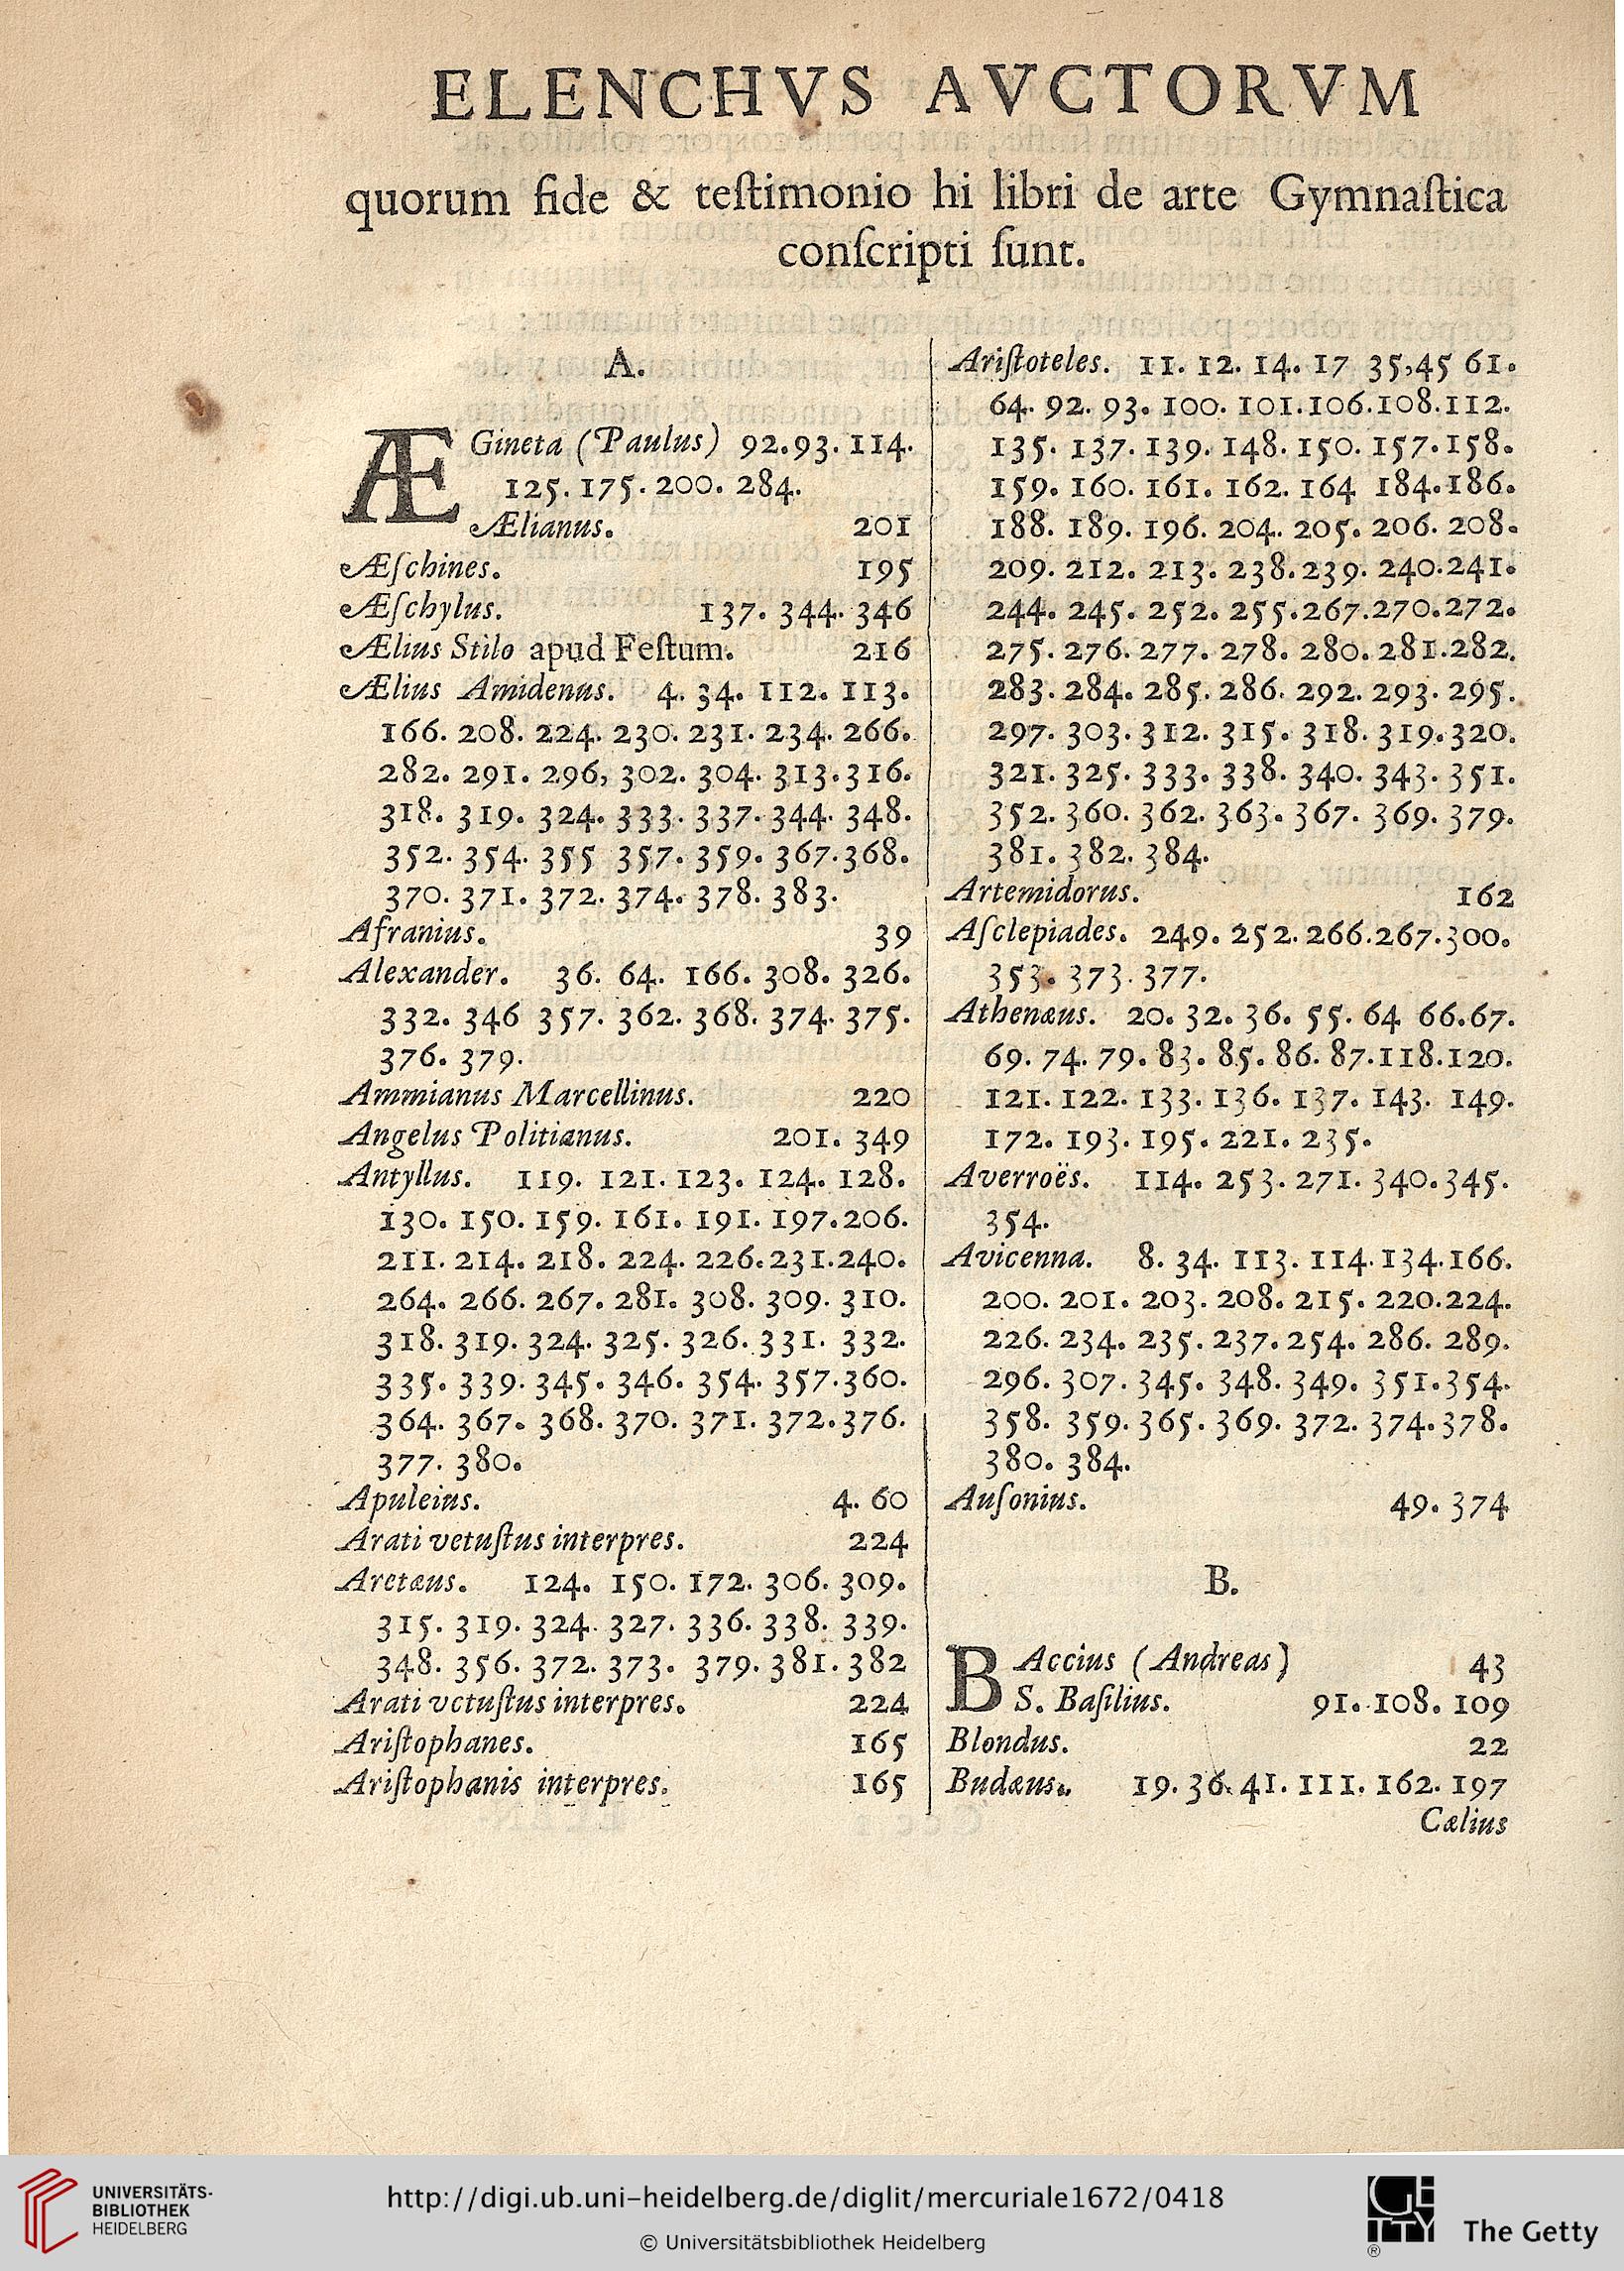 ELENCHVS AVCTORVM
quorum fide & teſtimonio hi libri de arte Gymnaſtica
conſcripti ſunt.
A.
ÆGineta (Paulus) 92.93.114.
125.175.200.284.
Ælianus. 201
Æſchines. 195
Æſchylus. 137. 344. 346
Ælius Stilo apud Feſtum. 216
Ælius Amidenus. 4. 34. 112. 113.
166. 208. 224. 230. 231. 234. 266.
282. 291. 296, 302. 304. 313.316.
318. 319. 324. 333. 337. 344. 348.
352. 354. 355 357. 359. 367.368.
370. 371. 372. 374. 378. 383.
Afranius. 39
Alexander. 36. 64. 166. 308. 326.
332. 346 357. 362. 368. 374. 375.
376. 379.
Ammianus Marcellinus. 220
Angelus Politianus. 201. 349
Antyllus. 119. 121. 123. 124. 128.
130. 150. 159. 161. 191. 197.206.
211. 214. 218. 224. 226.231.240.
264. 266. 267. 281. 308. 309. 310.
318. 319. 324. 325. 326. 331. 332.
335. 339. 345. 346. 354. 357.360.
364. 367. 368. 370. 371. 372.376.
377. 380.
Apuleius. 4. 60
Arati vetuſtus interpres. 224
Aretæus. 124. 150. 172. 306. 309.
315. 319. 324. 327. 336. 338. 339.
348. 356. 372. 373. 379. 381. 382
Arati vctuſtus interpres. 224
Ariſtophanes. 165
Ariſtophanis interpres. 165
Ariſtoteles. 11. 12. 14. 17 35,45 61.
64. 92. 93. 100. 101.106.108.112.
135. 137. 139. 148. 150. 157.158.
159. 160. 161. 162. 164 184.186.
188. 189. 196. 204. 205. 206. 208.
209. 212. 213. 238.239. 240.241.
244. 245. 252. 255.267.270.272.
275. 276. 277. 278. 280. 281.282.
283. 284. 285. 286. 292. 293. 295.
297. 303. 312. 315. 318. 319.320.
321. 325. 333. 338. 340. 343. 351.
352. 360. 362. 363. 367. 369. 379.
381. 382. 384.
Artemidorus. 162
Aſclepiades. 249. 252. 266.267.300.
353. 373. 377.
Athenæus. 20. 32. 36. 55. 64 66.67.
69. 74. 79. 83. 85. 86. 87.118.120.
121. 122. 133. 136. 137. 143. 149.
172. 193. 195. 221. 235.
Averroës. 114. 253. 271. 340.345.
354.
Avicenna. 8. 34. 113. 114. 134.166.
200. 201. 203. 208. 215. 220.224.
226. 234. 235. 237. 254. 286. 289.
296. 307. 345. 348. 349. 351.354.
358. 359. 365. 369. 372. 374.378.
380. 384.
Auſonius. 49. 374
B.
BAccius (Andreas) 43
S. Baſilius. 91. 108. 109
Blondus. 22
Budæus. 19. 36. 41. 111. 162. 197
Cælius
UNIVERSITÄTS-
BIBLIOTHEK
HEIDELBERG
http://digi.ub.uni-heidelberg.de/diglit/mercuriale1672/0418
© Universitätsbibliothek Heidelberg
GETTY
®
The Getty